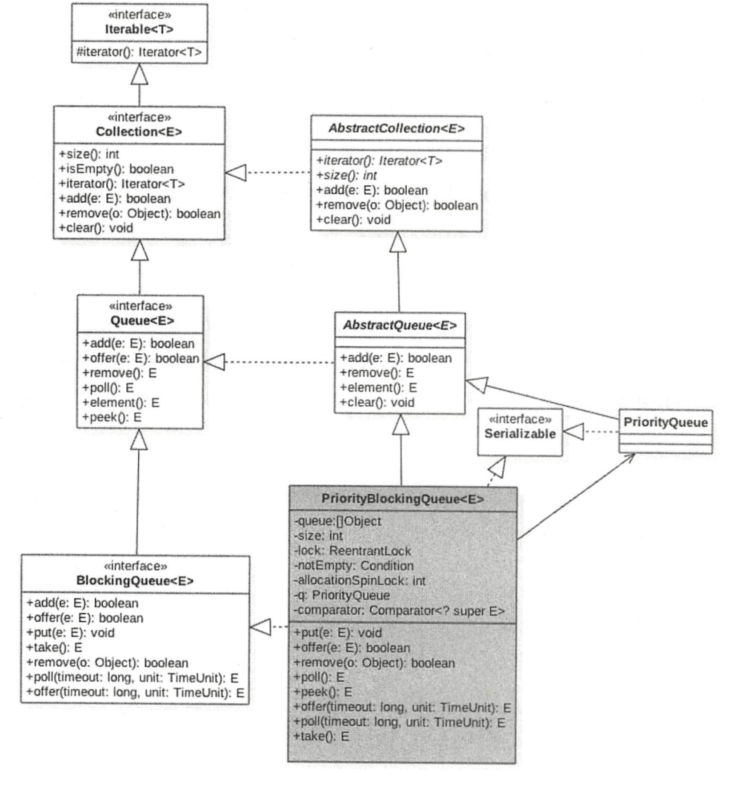 «interface»
Iterable<T>
#iterator(): Iterator<T>
«interface»
Collection<E>
+size(): int
+isEmpty(): boolean
+iterator(): Iterator<T>
+add(e: E): boolean
+remove(o: Object): boolean
+clear(): void
AbstractCollection<E>
+iterator(): Iterator<T>
+size(): int
+add(e: E): boolean
+remove(o: Object): boolean
+clear(): void
«interface»
Queue<E>
+add(e: E): boolean
+offer(e: E): boolean
+remove(): E
+poll(): E
+element(): E
+peek(): E
AbstractQueue<E>
+add(e: E): boolean
+remove(): E
+element(): E
+clear(): void
«interface»
Serializable
PriorityQueue
PriorityBlockingQueue<E>
-queue:[]Object
-size: int
-lock: ReentrantLock
-notEmpty: Condition
-allocationSpinLock: int
-q: PriorityQueue
-comparator: Comparator<? super E>
+put(e: E): void
+offer(e: E): boolean
+remove(o: Object): boolean
+poll(): E
+peek(): E
+offer(timeout: long, unit: TimeUnit): E
+poll(timeout: long, unit: TimeUnit): E
+take(): E
«interface»
BlockingQueue<E>
+add(e: E): boolean
+offer(e: E): boolean
+put(e: E): void
+take(): E
+remove(o: Object): boolean
+poll(timeout: long, unit: TimeUnit): E
+offer(timeout: long, unit: TimeUnit): E